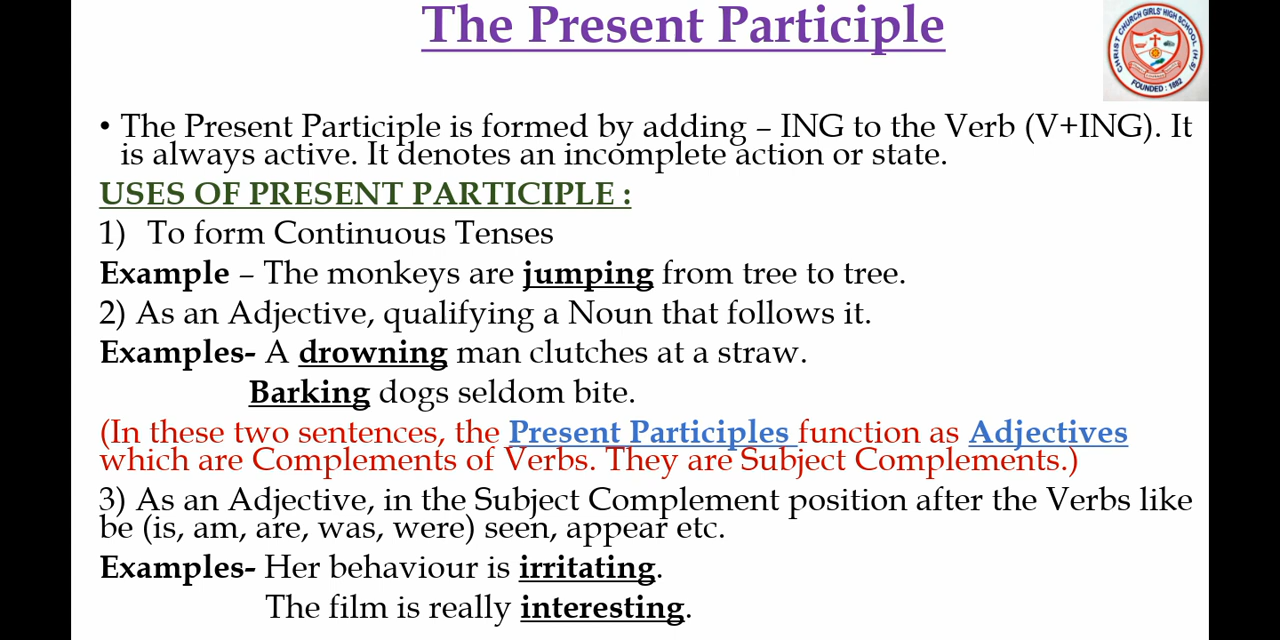 The Present Participle
CHRIST CHURCH GIRLS' HIGH SCHOOL (H.S)
FOUNDED : 1882
• The Present Participle is formed by adding – ING to the Verb (V+ING). It
is always active. It denotes an incomplete action or state.
USES OF PRESENT PARTICIPLE :
1) To form Continuous Tenses
Example – The monkeys are jumping from tree to tree.
2) As an Adjective, qualifying a Noun that follows it.
Examples- A drowning man clutches at a straw.
Barking dogs seldom bite.
(In these two sentences, the Present Participles function as Adjectives
which are Complements of Verbs. They are Subject Complements.)
3) As an Adjective, in the Subject Complement position after the Verbs like
be (is, am, are, was, were) seen, appear etc.
Examples- Her behaviour is irritating.
The film is really interesting.